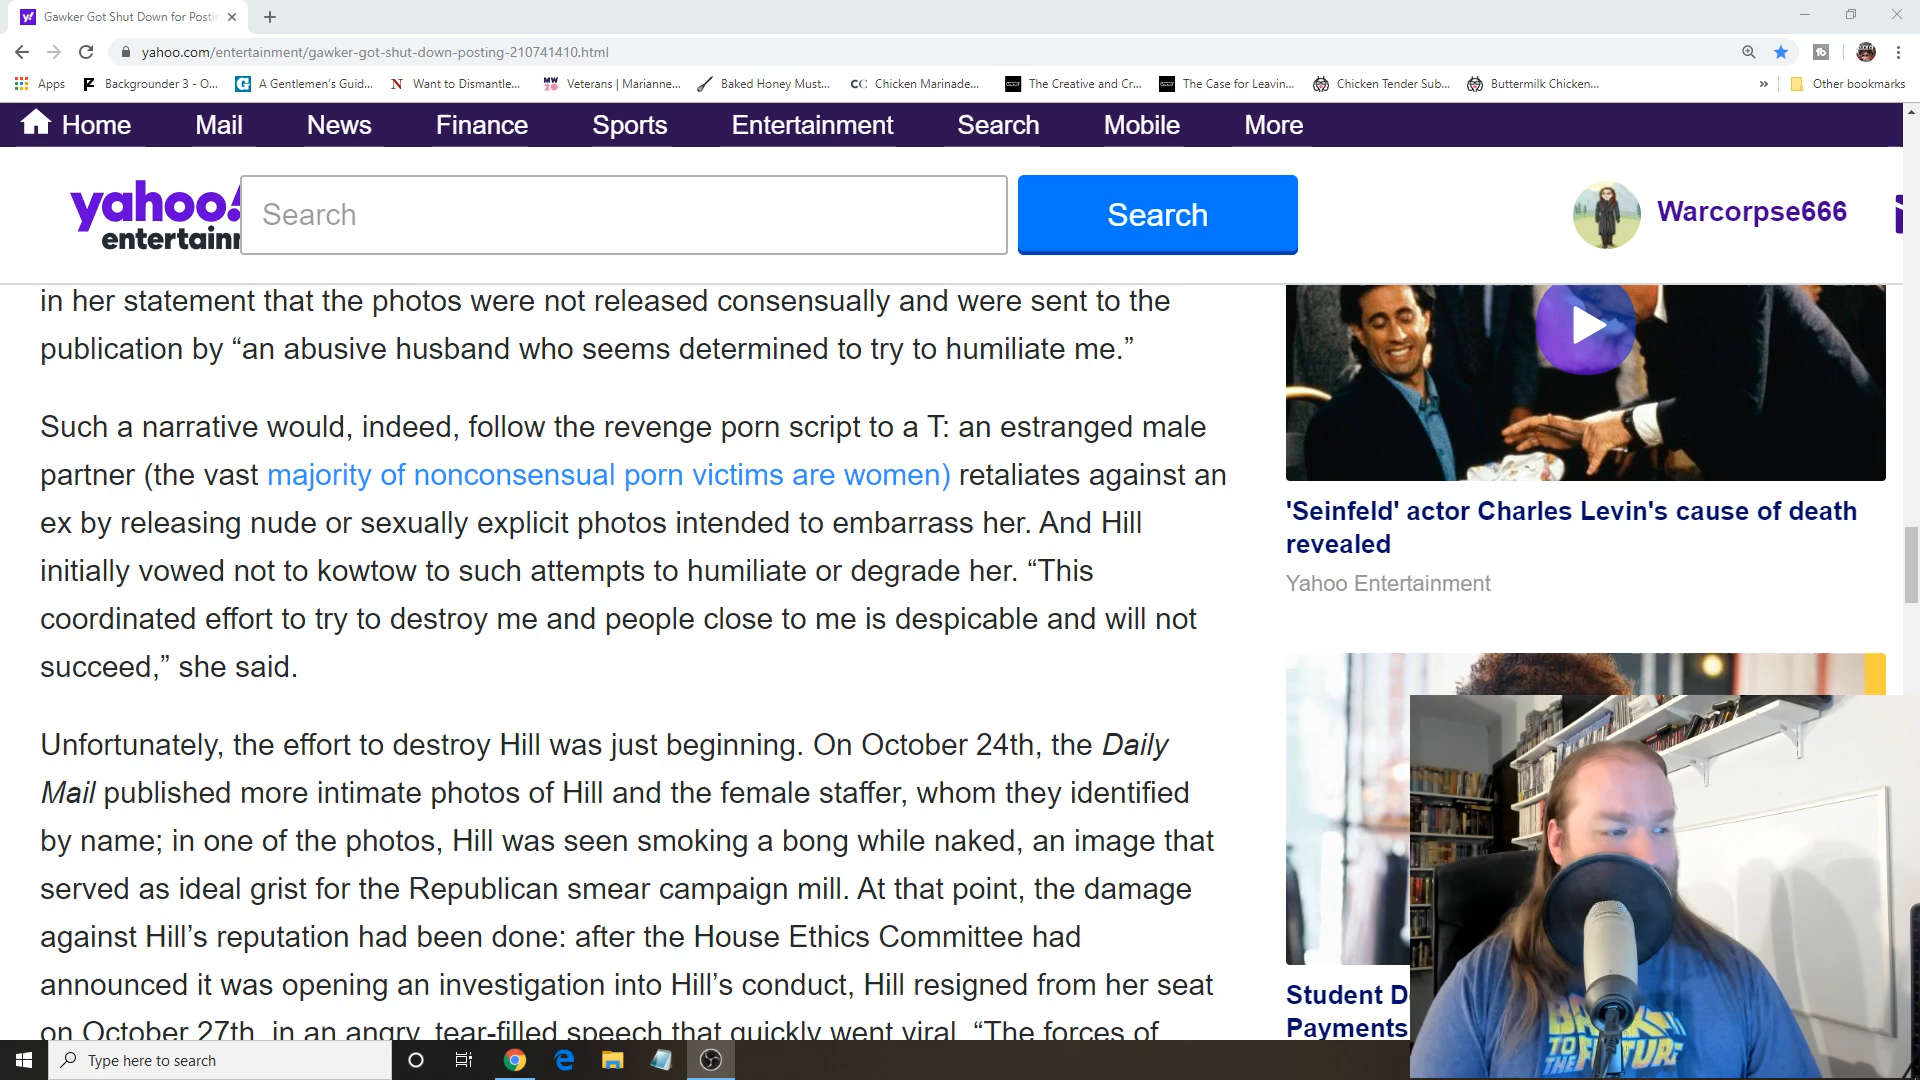 Gawker Got Shut Down for Posti
yahoo.com/entertainment/gawker-got-shut-down-posting-210741410.html
Apps
Backgrounder 3 - O...
A Gentlemen's Guid...
Want to Dismantle...
MW 20
Veterans | Marianne...
Baked Honey Must...
CC
Chicken Marinade...
The Creative and Cr...
The Case for Leavin...
Chicken Tender Sub...
Buttermilk Chicken...
»
Other bookmarks
Home Mail News Finance Sports Entertainment Search Mobile More
yahoo!
entertainn
Search
Search
Warcorpse666
in her statement that the photos were not released consensually and were sent to the
publication by “an abusive husband who seems determined to try to humiliate me.”
Such a narrative would, indeed, follow the revenge porn script to a T: an estranged male
partner (the vast majority of nonconsensual porn victims are women) retaliates against an
ex by releasing nude or sexually explicit photos intended to embarrass her. And Hill
initially vowed not to kowtow to such attempts to humiliate or degrade her. “This
coordinated effort to try to destroy me and people close to me is despicable and will not
succeed,” she said.
Unfortunately, the effort to destroy Hill was just beginning. On October 24th, the Daily
Mail published more intimate photos of Hill and the female staffer, whom they identified
by name; in one of the photos, Hill was seen smoking a bong while naked, an image that
served as ideal grist for the Republican smear campaign mill. At that point, the damage
against Hill’s reputation had been done: after the House Ethics Committee had
announced it was opening an investigation into Hill’s conduct, Hill resigned from her seat
on October 27th, in an angry, tear-filled speech that quickly went viral. “The forces of
'Seinfeld' actor Charles Levin's cause of death
revealed
Yahoo Entertainment
Student D
Payments
BACK
TO
THE FUTURE
Type here to search